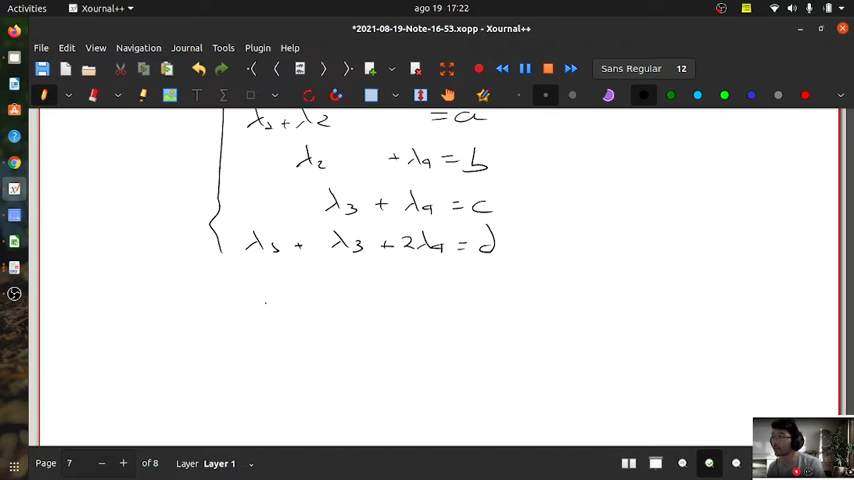 Activities Xournal++ ago 19 17:22
*2021-08-19-Note-16-53.xopp - Xournal++
File Edit View Navigation Journal Tools Plugin Help
Sans Regular 12
λ₁ + λ₂ = a
λ₂ + λ₄ = b
λ₃ + λ₄ = c
λ₁ + λ₃ + 2λ₄ = d
Page 7 of 8 Layer Layer 1